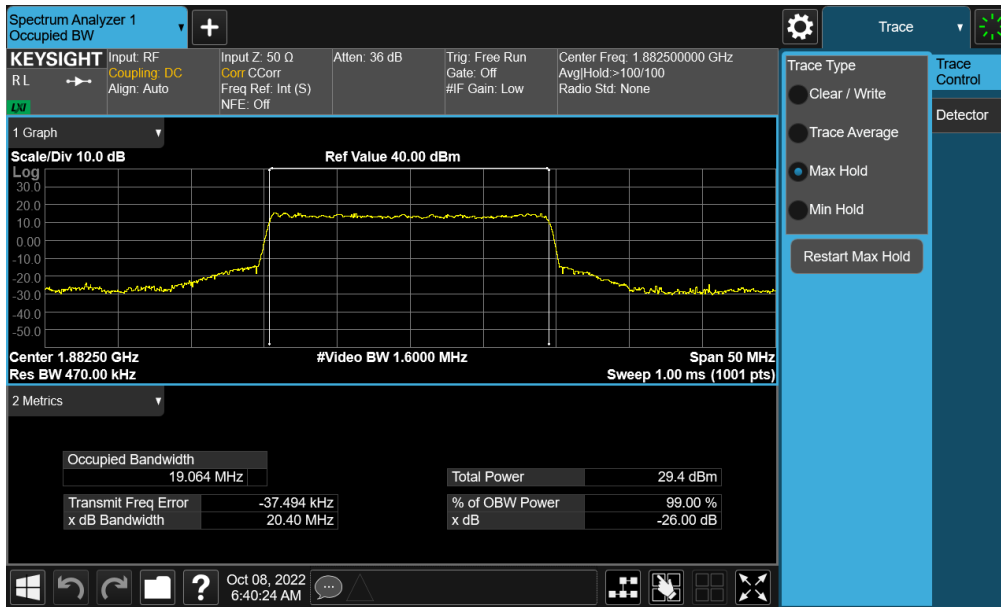 Spectrum Analyzer 1
Occupied BW
+
Trace
KEYSIGHT
R L
LXI
Input: RF
Coupling: DC
Align: Auto
Input Z: 50 Ω
Corr CCorr
Freq Ref: Int (S)
NFE: Off
Atten: 36 dB
Trig: Free Run
Gate: Off
#IF Gain: Low
Center Freq: 1.882500000 GHz
Avg|Hold:>100/100
Radio Std: None
1 Graph
Scale/Div 10.0 dB
Ref Value 40.00 dBm
Log
30.0
20.0
10.0
0.00
-10.0
-20.0
-30.0
-40.0
-50.0
Center 1.88250 GHz
#Video BW 1.6000 MHz
Span 50 MHz
Res BW 470.00 kHz
Sweep 1.00 ms (1001 pts)
2 Metrics
Occupied Bandwidth
19.064 MHz
Transmit Freq Error -37.494 kHz
x dB Bandwidth 20.40 MHz
Total Power 29.4 dBm
% of OBW Power 99.00 %
x dB -26.00 dB
Trace Type
Clear / Write
Trace Average
Max Hold
Min Hold
Restart Max Hold
Trace
Control
Detector
?
Oct 08, 2022
6:40:24 AM